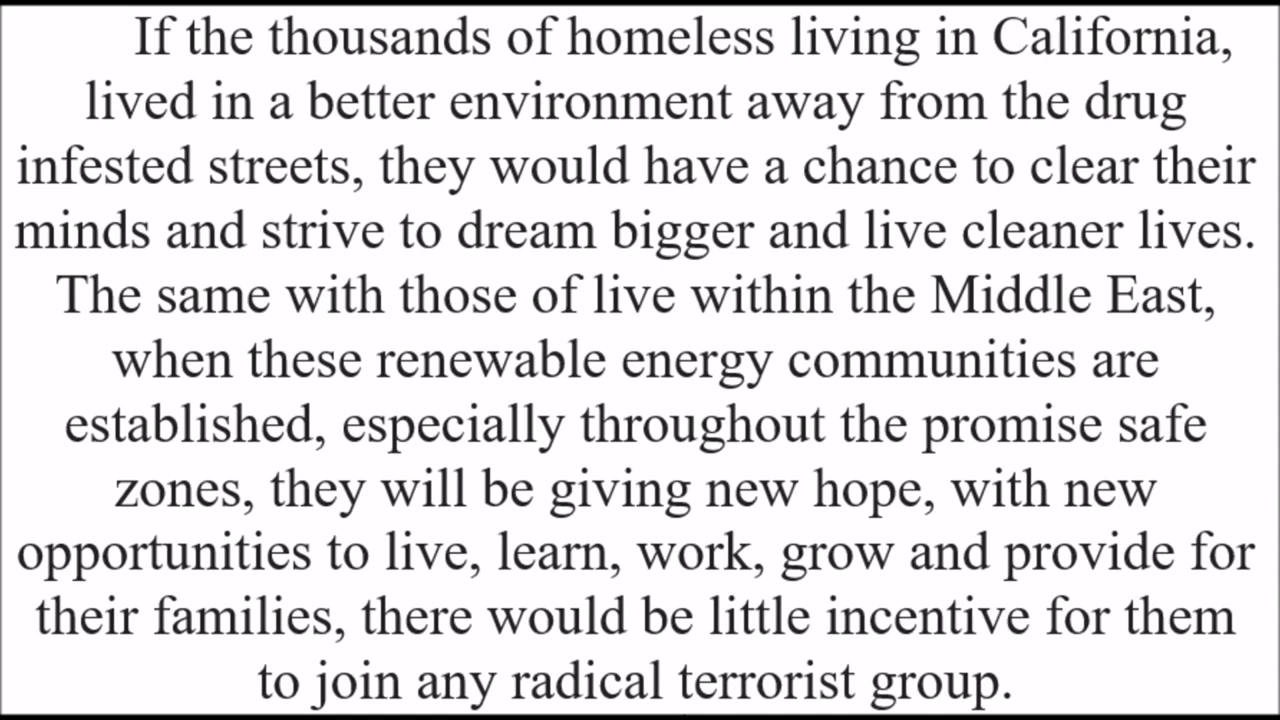 If the thousands of homeless living in California,
lived in a better environment away from the drug
infested streets, they would have a chance to clear their
minds and strive to dream bigger and live cleaner lives.
The same with those of live within the Middle East,
when these renewable energy communities are
established, especially throughout the promise safe
zones, they will be giving new hope, with new
opportunities to live, learn, work, grow and provide for
their families, there would be little incentive for them
to join any radical terrorist group.